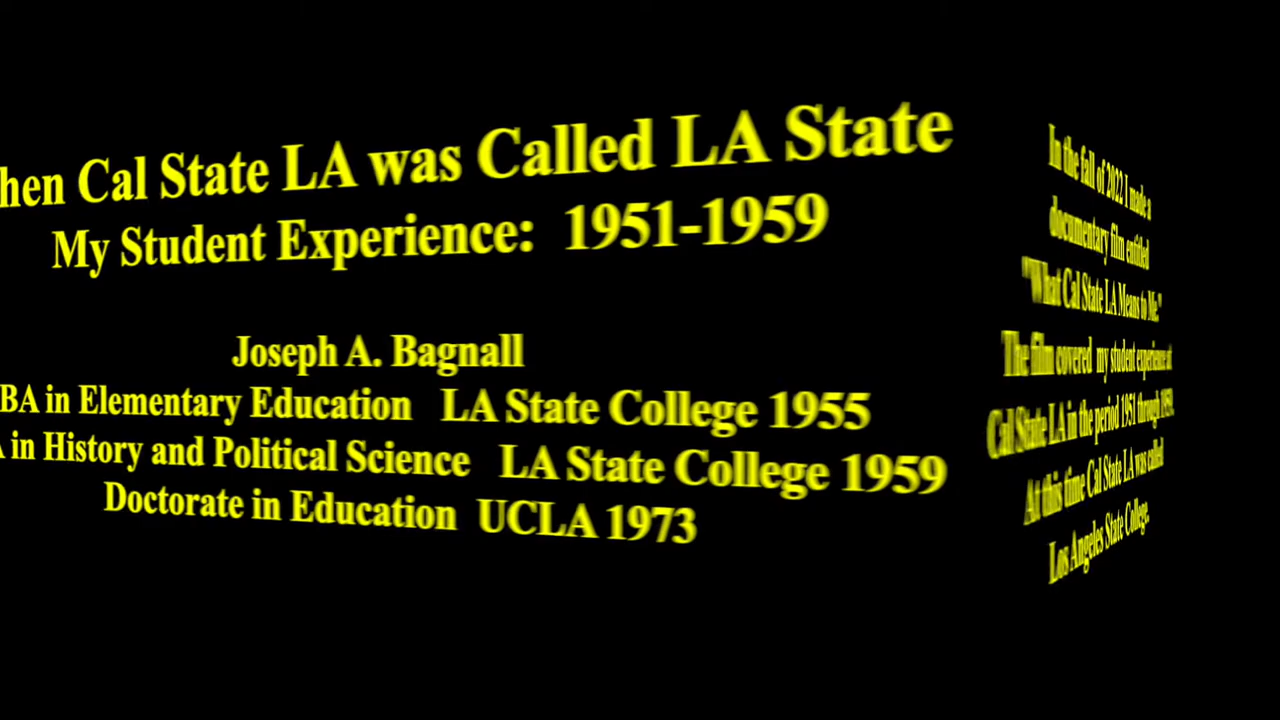 hen Cal State LA was Called LA State
My Student Experience: 1951-1959
Joseph A. Bagnall
BA in Elementary Education LA State College 1955
in History and Political Science LA State College 1959
Doctorate in Education UCLA 1973
In the fall of 2022 I made a
documentary film entitled
"What Cal State LA Means to Me."
The film covered my student experience at
Cal State LA in the period 1951 through 1959.
At this time Cal State LA was called
Los Angeles State College.